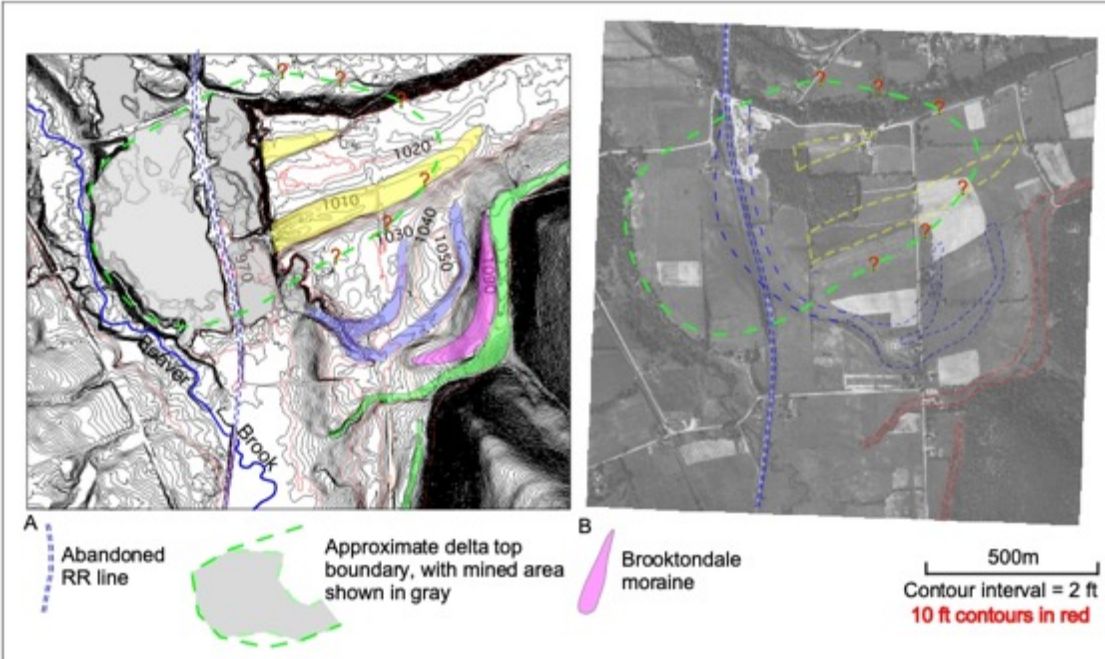 ?
?
?
1020
?
1010
?
1030
1040
1050
?
970
1080
Beaver
Brook
?
?
?
?
?
?
A
Abandoned
RR line
Approximate delta top
boundary, with mined area
shown in gray
B
Brooktondale
moraine
500m
Contour interval = 2 ft
10 ft contours in red